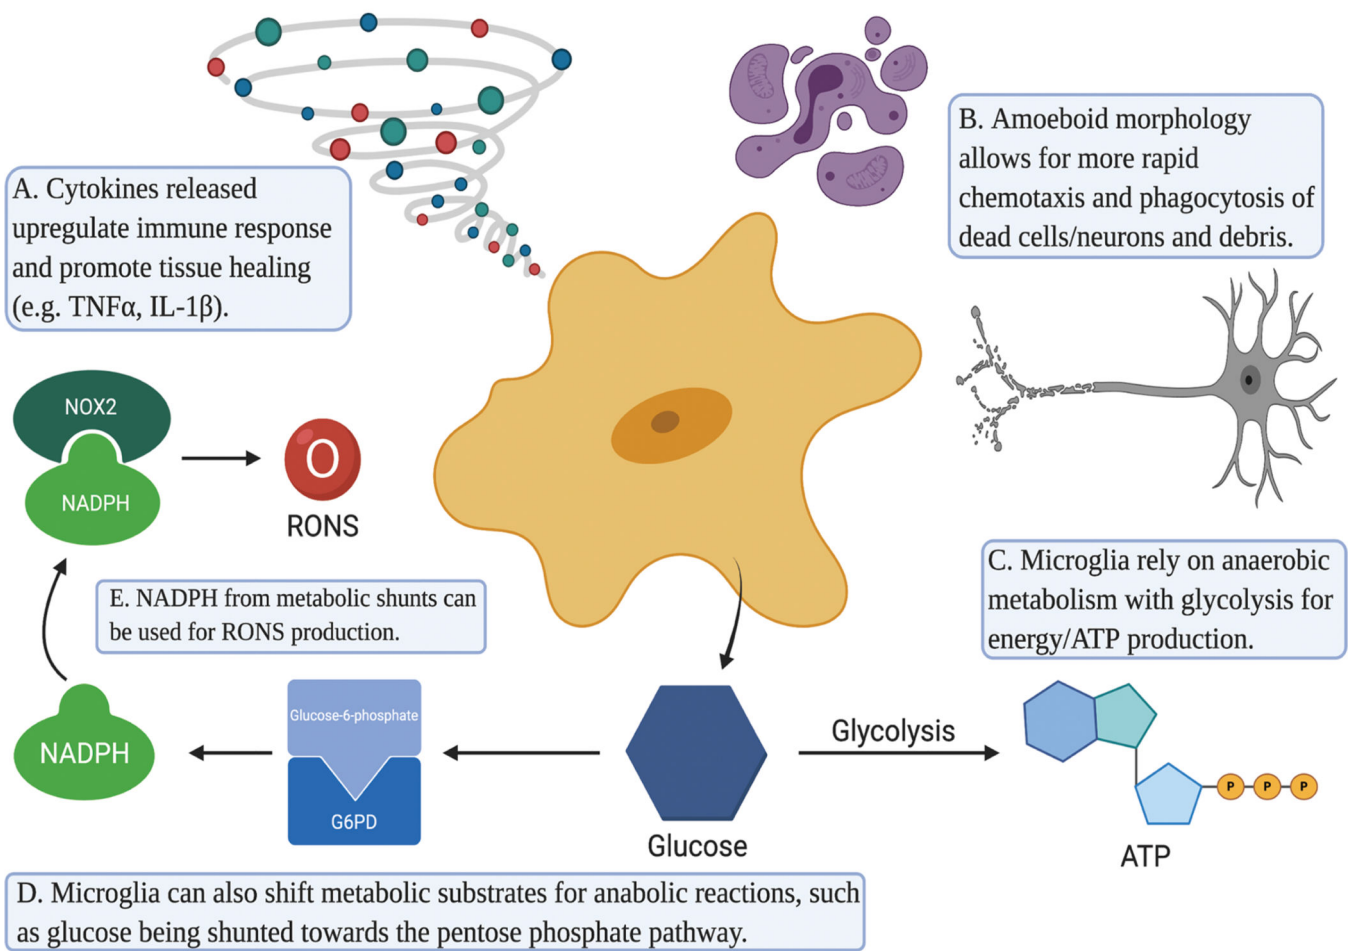 A. Cytokines released
upregulate immune response
and promote tissue healing
(e.g. TNFα, IL-1β).
B. Amoeboid morphology
allows for more rapid
chemotaxis and phagocytosis of
dead cells/neurons and debris.
NOX2
NADPH
O
RONS
C. Microglia rely on anaerobic
metabolism with glycolysis for
energy/ATP production.
E. NADPH from metabolic shunts can
be used for RONS production.
NADPH
Glucose-6-phosphate
G6PD
Glucose
Glycolysis
P P P
ATP
D. Microglia can also shift metabolic substrates for anabolic reactions, such
as glucose being shunted towards the pentose phosphate pathway.